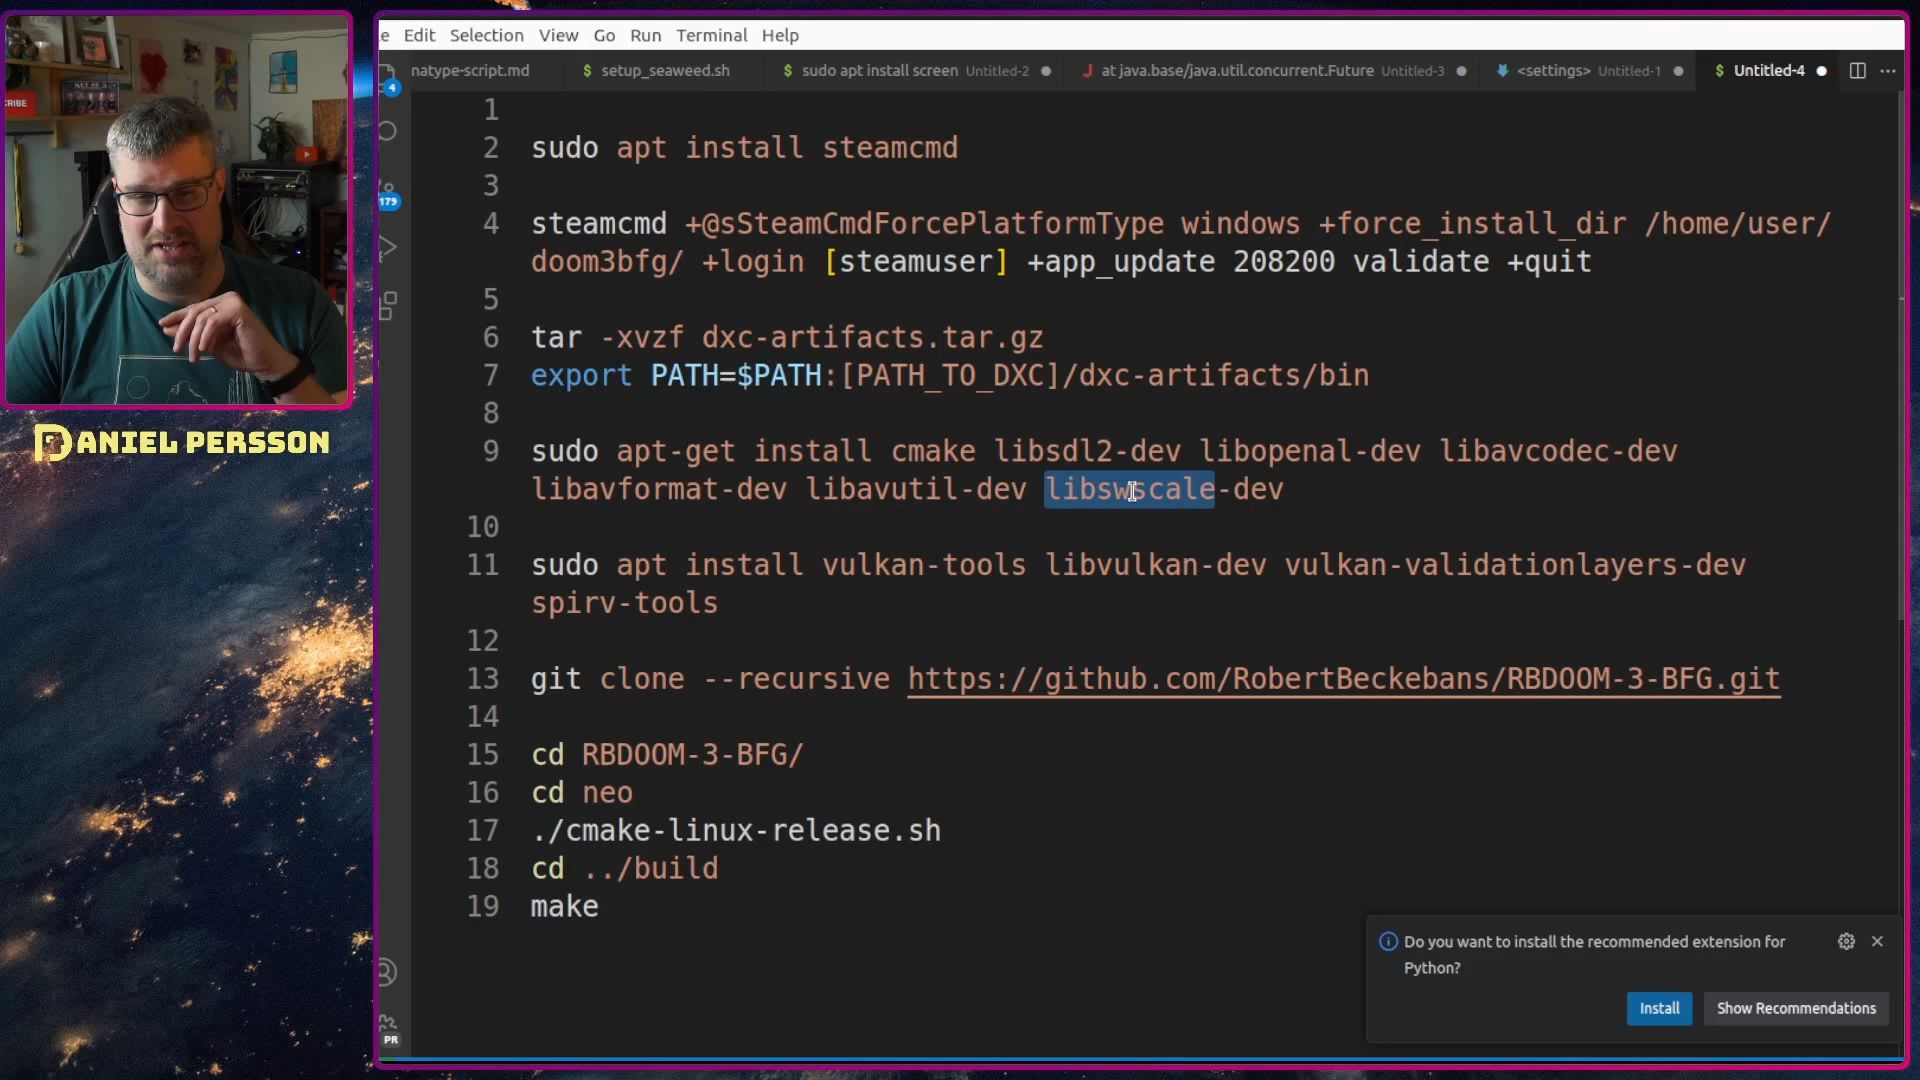 CRIBE
DANIEL PERSSON
e Edit Selection View Go Run Terminal Help
natype-script.md $ setup_seaweed.sh $ sudo apt install screen Untitled-2 J at java.base/java.util.concurrent.Future Untitled-3 <settings> Untitled-1 $ Untitled-4
4
179
PR
1
2 sudo apt install steamcmd
3
4 steamcmd +@sSteamCmdForcePlatformType windows +force_install_dir /home/user/
doom3bfg/ +login [steamuser] +app_update 208200 validate +quit
5
6 tar -xvzf dxc-artifacts.tar.gz
7 export PATH=$PATH:[PATH_TO_DXC]/dxc-artifacts/bin
8
9 sudo apt-get install cmake libsdl2-dev libopenal-dev libavcodec-dev
libavformat-dev libavutil-dev libswscale-dev
10
11 sudo apt install vulkan-tools libvulkan-dev vulkan-validationlayers-dev
spirv-tools
12
13 git clone --recursive https://github.com/RobertBeckebans/RBDOOM-3-BFG.git
14
15 cd RBDOOM-3-BFG/
16 cd neo
17 ./cmake-linux-release.sh
18 cd ../build
19 make
Do you want to install the recommended extension for
Python?
Install Show Recommendations